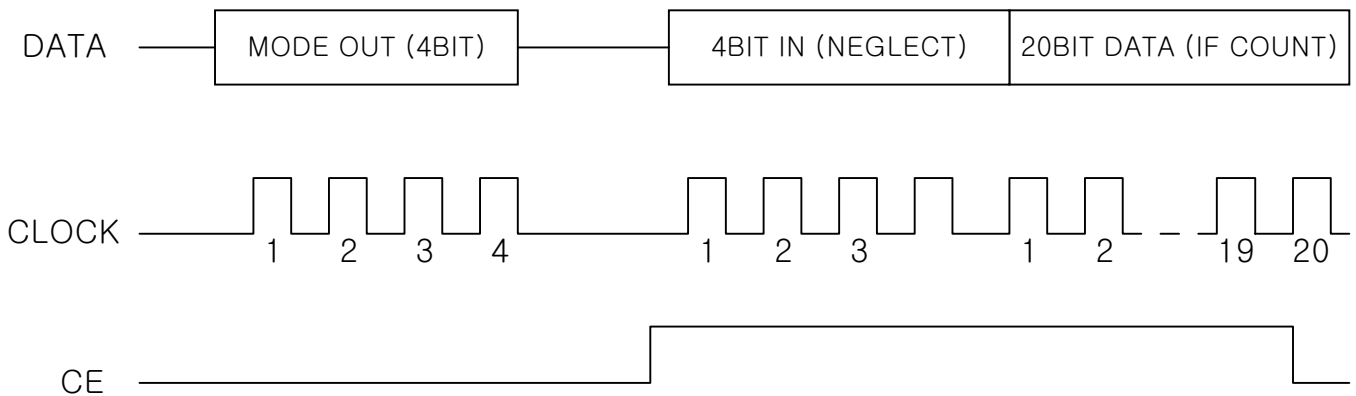 DATA MODE OUT (4BIT) 4BIT IN (NEGLECT) 20BIT DATA (IF COUNT)
CLOCK
1 2 3 4 1 2 3 1 2 19 20
CE